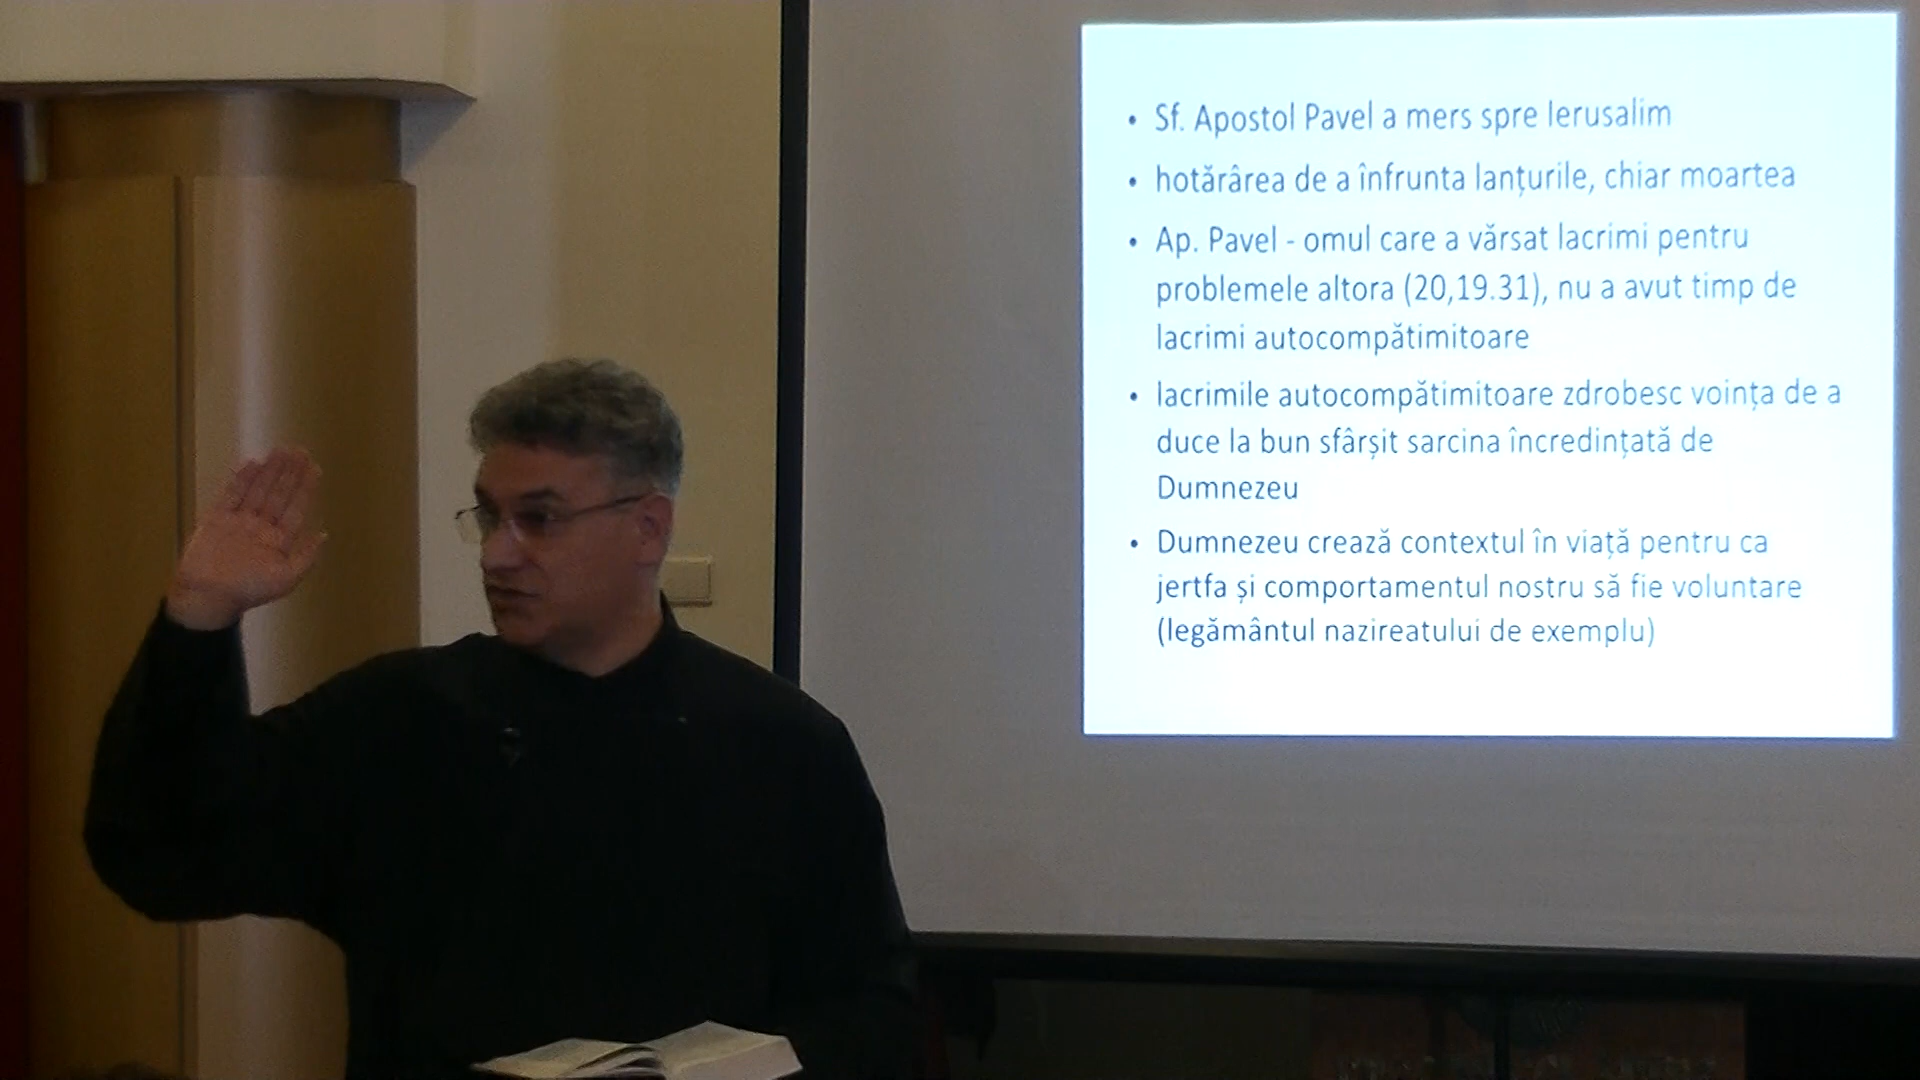 • Sf. Apostol Pavel a mers spre Ierusalim
• hotărârea de a înfrunta lanțurile, chiar moartea
• Ap. Pavel - omul care a vărsat lacrimi pentru
problemele altora (20,19.31), nu a avut timp de
lacrimi autocompătimitoare
• lacrimile autocompătimitoare zdrobesc voința de a
duce la bun sfârșit sarcina încredințată de
Dumnezeu
• Dumnezeu crează contextul în viață pentru ca
jertfa și comportamentul nostru să fie voluntare
(legământul nazireatului de exemplu)